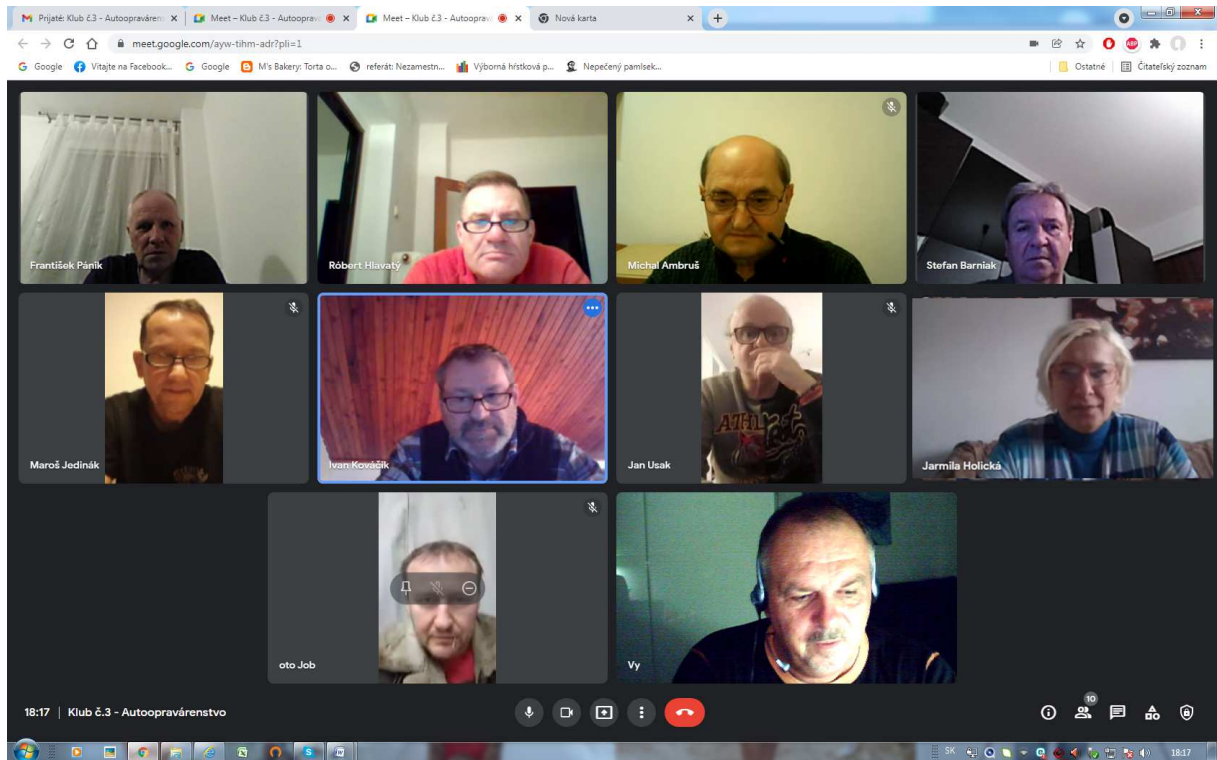 Prijaté: Klub č.3 - Autoopraváren
Meet – Klub č.3 - Autooprav
Meet – Klub č.3 - Autooprav
Nová karta
meet.google.com/ayw-tihm-adr?pli=1
ABP
Google
Vitajte na Facebook...
Google
M's Bakery: Torta o...
referát: Nezamestn...
Výborná hŕstková p...
Nepečený pamlsek...
Ostatné
Čitateľský zoznam
František Pánik
Róbert Hlavatý
Michal Ambruš
Stefan Barniak
Maroš Jedinák
Ivan Kováčik
Jan Usak
Jarmila Holická
oto Job
Vy
18:17 | Klub č.3 - Autoopravárenstvo
10
SK
18:17